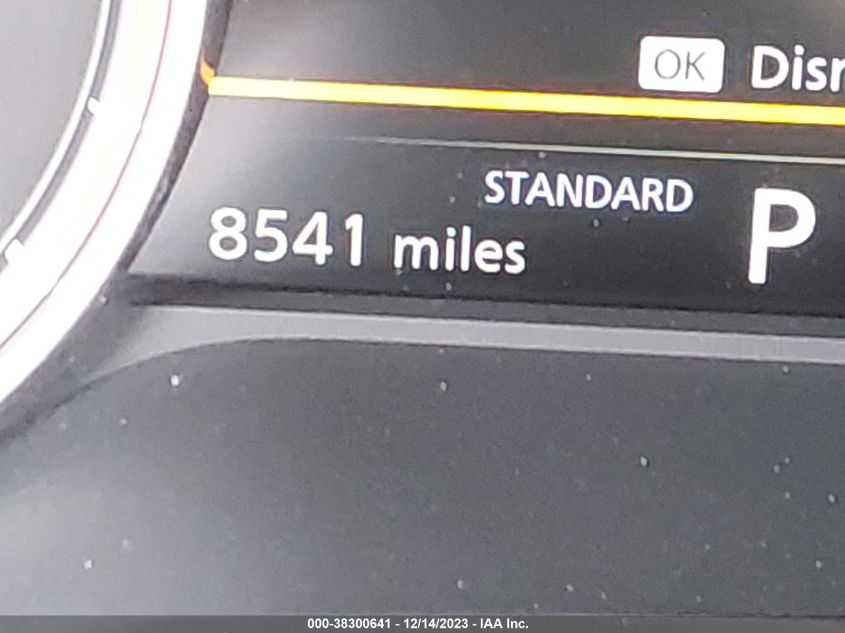 OK
STANDARD
8541 miles
P
000-38300641 - 12/14/2023 - IAA Inc.